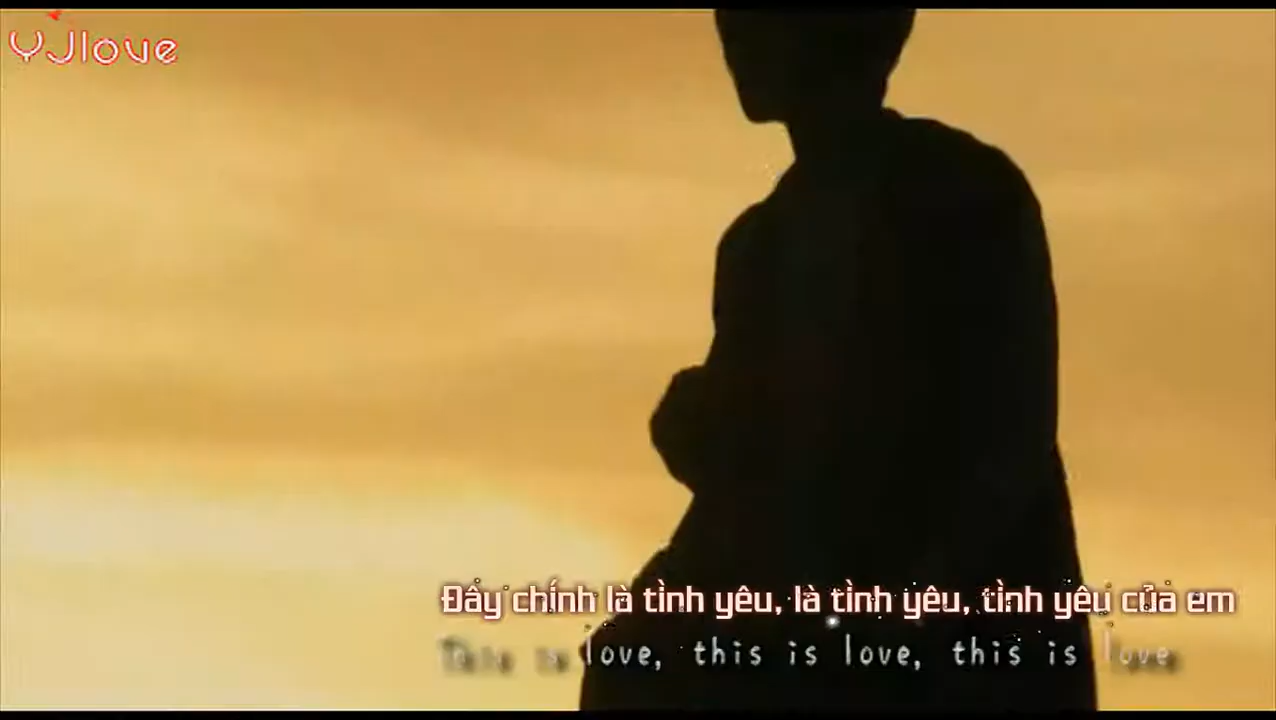 YJlove
Đây chính là tình yêu, là tình yêu, tình yêu của em
This is love, this is love, this is love